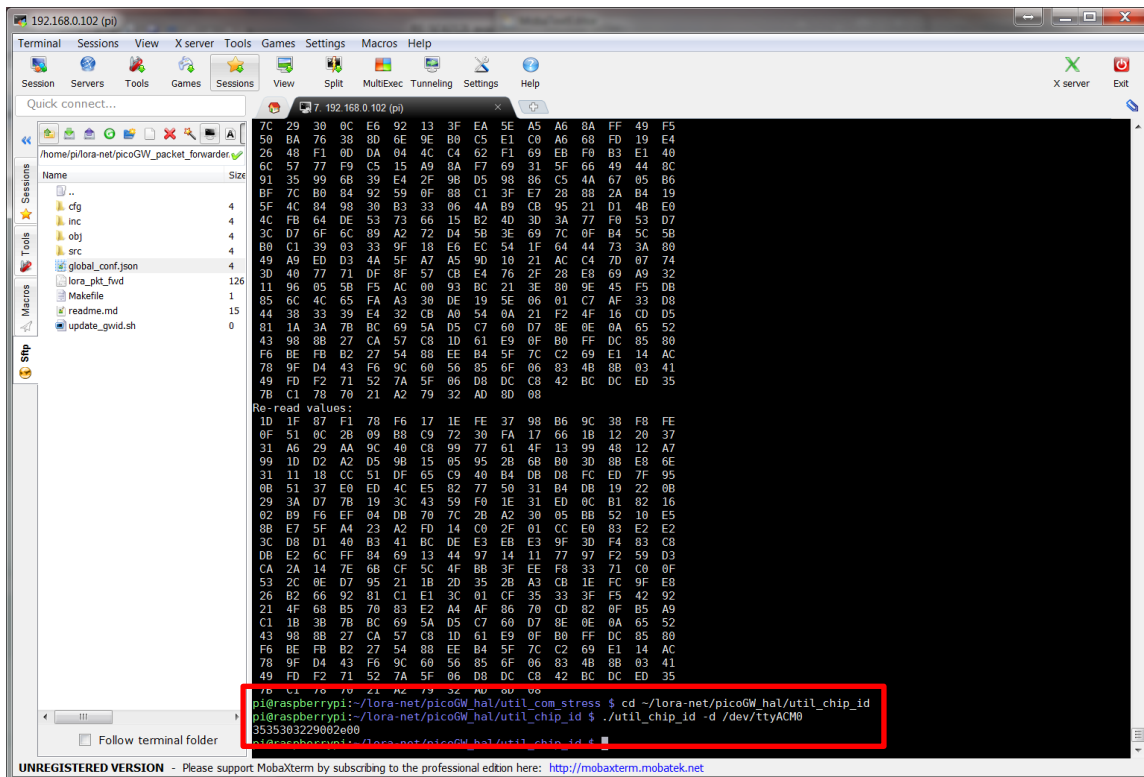 192.168.0.102 (pi)
Terminal Sessions View X server Tools Games Settings Macros Help
Session Servers Tools Games Sessions View Split MultiExec Tunneling Settings Help X server Exit
Quick connect...
7. 192.168.0.102 (pi)
/home/pi/lora-net/picoGW_packet_forwarder
Name Size
..
cfg 4
inc 4
obj 4
src 4
global_conf.json 4
lora_pkt_fwd 126
Makefile 1
readme.md 15
update_gwid.sh 0
Sessions
Tools
Macros
Sftp
7C 29 30 0C E6 92 13 3F EA 5E A5 A6 8A FF 49 F5
50 BA 76 38 8D 6E 9E B0 C5 E1 C0 A6 68 FD 19 E4
26 48 F1 0D DA 04 4C C4 62 F1 69 EB F0 B3 E1 40
6C 57 77 F9 C5 15 A9 8A F7 69 31 5F 66 49 44 8C
91 35 99 6B 39 E4 2F 9B D5 98 86 C5 4A 67 05 B6
BF 7C B0 84 92 59 0F 88 C1 3F E7 28 88 2A B4 19
5F 4C 84 98 30 B3 33 06 4A B9 CB 95 21 D1 4B E0
4C FB 64 DE 53 73 66 15 B2 4D 3D 3A 77 F0 53 D7
3C D7 6F 6C 89 A2 72 D4 5B 3E 69 7C 0F B4 5C 5B
B0 C1 39 03 33 9F 18 E6 EC 54 1F 64 44 73 3A 80
49 A9 ED D3 4A 5F A7 A5 9D 10 21 AC C4 7D 07 74
3D 40 77 71 DF 8F 57 CB E4 76 2F 28 E8 69 A9 32
11 96 05 5B F5 AC 00 93 BC 21 3E 80 9E 45 F5 DB
85 6C 4C 65 FA A3 30 DE 19 5E 06 01 C7 AF 33 D8
44 38 33 39 E4 32 CB A0 54 0A 21 F2 4F 16 CD D5
81 1A 3A 7B BC 69 5A D5 C7 60 D7 8E 0E 0A 65 52
43 98 8B 27 CA 57 C8 1D 61 E9 0F B0 FF DC 85 80
F6 BE FB B2 27 54 88 EE B4 5F 7C C2 69 E1 14 AC
78 9F D4 43 F6 9C 60 56 85 6F 06 83 4B 8B 03 41
49 FD F2 71 52 7A 5F 06 D8 DC C8 42 BC DC ED 35
7B C1 78 70 21 A2 79 32 AD 8D 08
Re-read values:
1D 1F 87 F1 78 F6 17 1E FE 37 98 B6 9C 38 F8 FE
0F 51 0C 2B 09 B8 C9 72 30 FA 17 66 1B 12 20 37
31 A6 29 AA 9C 40 C8 99 77 61 4F 13 99 48 12 A7
99 1D D2 A2 D5 9B 15 05 95 2B 6B B0 3D 8B E8 6E
31 11 18 CC 51 DF 65 C9 40 B4 DB D8 FC ED 7F 95
0B 51 37 E0 ED 4C E5 82 77 50 31 B4 DB 19 22 0B
29 3A D7 7B 19 3C 43 59 F0 1E 31 ED 0C B1 82 16
02 B9 F6 EF 04 DB 70 7C 2B A2 30 05 BB 52 10 E5
8B E7 5F A4 23 A2 FD 14 C0 2F 01 CC E0 83 E2 E2
3C D8 D1 40 B3 41 BC DE E3 EB E3 9F 3D F4 83 C8
DB E2 6C FF 84 69 13 44 97 14 11 77 97 F2 59 D3
CA 2A 14 7E 6B CF 5C 4F BB 3F EE F8 33 71 C0 0F
53 2C 0E D7 95 21 1B 2D 35 2B A3 CB 1E FC 9F E8
26 B2 66 92 81 C1 E1 3C 01 CF 35 33 3F F5 42 92
21 4F 68 B5 70 83 E2 A4 AF 86 70 CD 82 0F B5 A9
C1 1B 3B 7B BC 69 5A D5 C7 60 D7 8E 0E 0A 65 52
43 98 8B 27 CA 57 C8 1D 61 E9 0F B0 FF DC 85 80
F6 BE FB B2 27 54 88 EE B4 5F 7C C2 69 E1 14 AC
78 9F D4 43 F6 9C 60 56 85 6F 06 83 4B 8B 03 41
49 FD F2 71 52 7A 5F 06 D8 DC C8 42 BC DC ED 35
7B C1 78 70 21 A2 79 32 AD 8D 08
pi@raspberrypi:~/lora-net/picoGW_hal/util_com_stress $ cd ~/lora-net/picoGW_hal/util_chip_id
pi@raspberrypi:~/lora-net/picoGW_hal/util_chip_id $ ./util_chip_id -d /dev/ttyACM0
3535303229002e00
pi@raspberrypi:~/lora-net/picoGW_hal/util_chip_id $
Follow terminal folder
UNREGISTERED VERSION - Please support MobaXterm by subscribing to the professional edition here: http://mobaxterm.mobatek.net